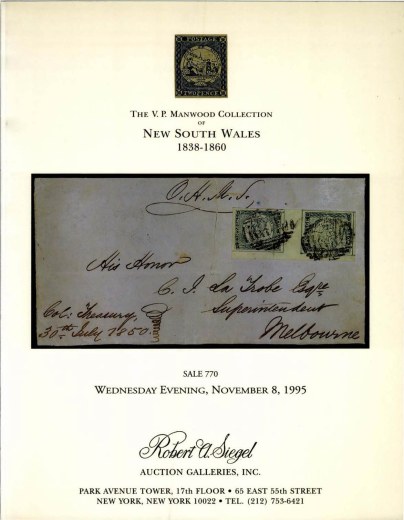 POSTAGE
TWO PENCE
THE V. P. MANWOOD COLLECTION
OF
NEW SOUTH WALES
1838-1860
O.H.M.S.,
His Honor
C. J. La Trobe Esqre
Superintendent
Melbourne
Col: Treasury,
30th July 1850.
SALE 770
WEDNESDAY EVENING, NOVEMBER 8, 1995
Robert A. Siegel
AUCTION GALLERIES, INC.
PARK AVENUE TOWER, 17th FLOOR • 65 EAST 55th STREET
NEW YORK, NEW YORK 10022 • TEL. (212) 753-6421